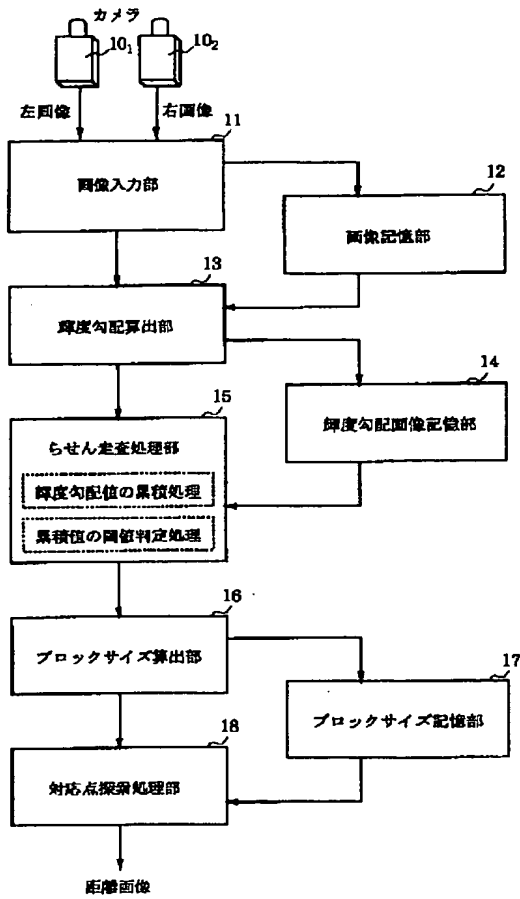 カメラ
10₁
10₂
左画像
右画像
11
画像入力部
12
画像記憶部
13
輝度勾配算出部
14
輝度勾配画像記憶部
15
らせん走査処理部
輝度勾配値の累積処理
累積値の閾値判定処理
16
ブロックサイズ算出部
17
ブロックサイズ記憶部
18
対応点探索処理部
距離画像